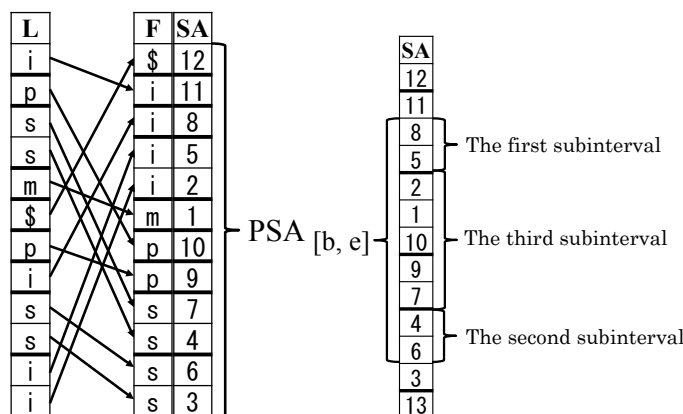 L F SA
i $ 12
p i 11
s i 8
s i 5
m i 2
$ m 1
p p 10
i p 9
s s 7
s s 4
i s 6
i s 3
PSA
[b, e]
SA
12
11
8
5
2
1
10
9
7
4
6
3
13
The first subinterval
The third subinterval
The second subinterval